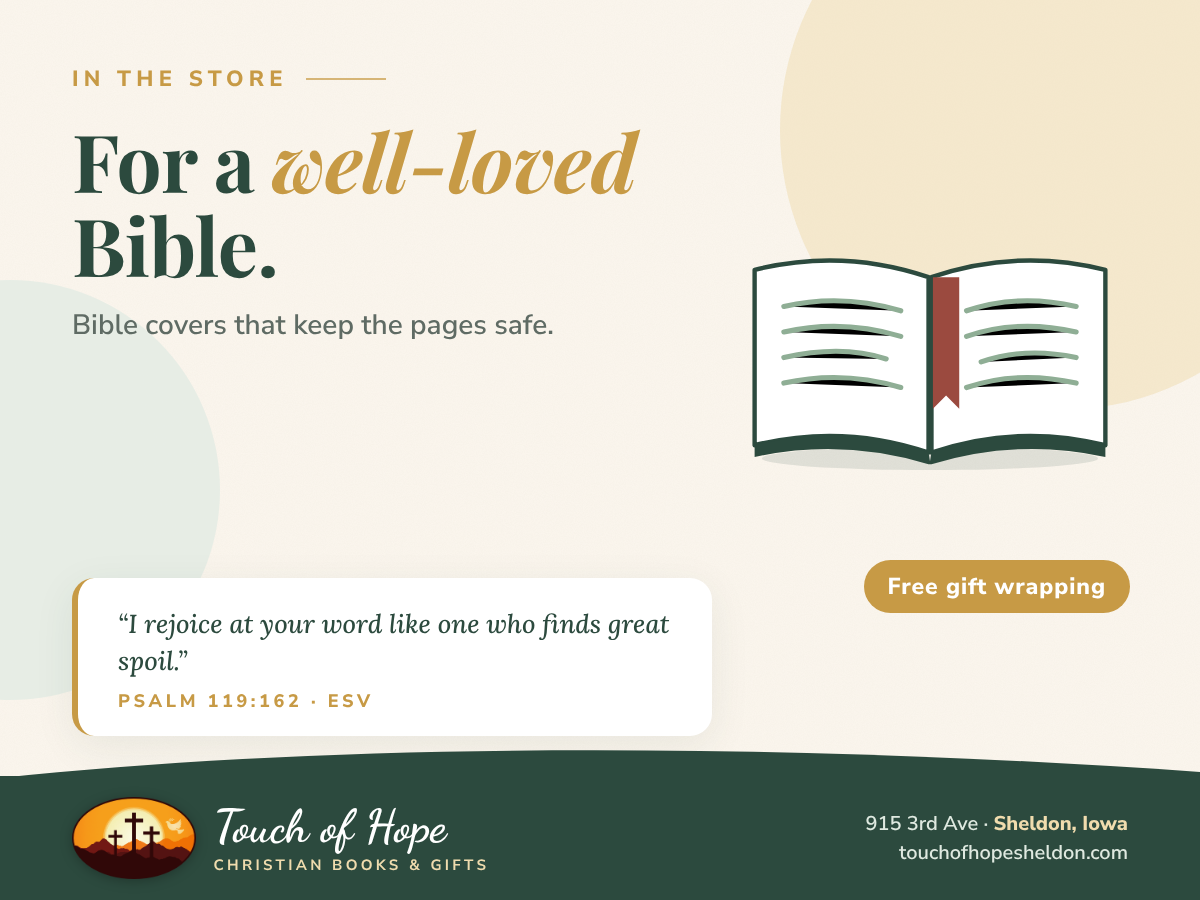 IN THE STORE
For a well-loved
Bible.
Bible covers that keep the pages safe.
Free gift wrapping
“I rejoice at your word like one who finds great
spoil.”
PSALM 119:162 · ESV
Touch of Hope
CHRISTIAN BOOKS & GIFTS
915 3rd Ave · Sheldon, Iowa
touchofhopesheldon.com